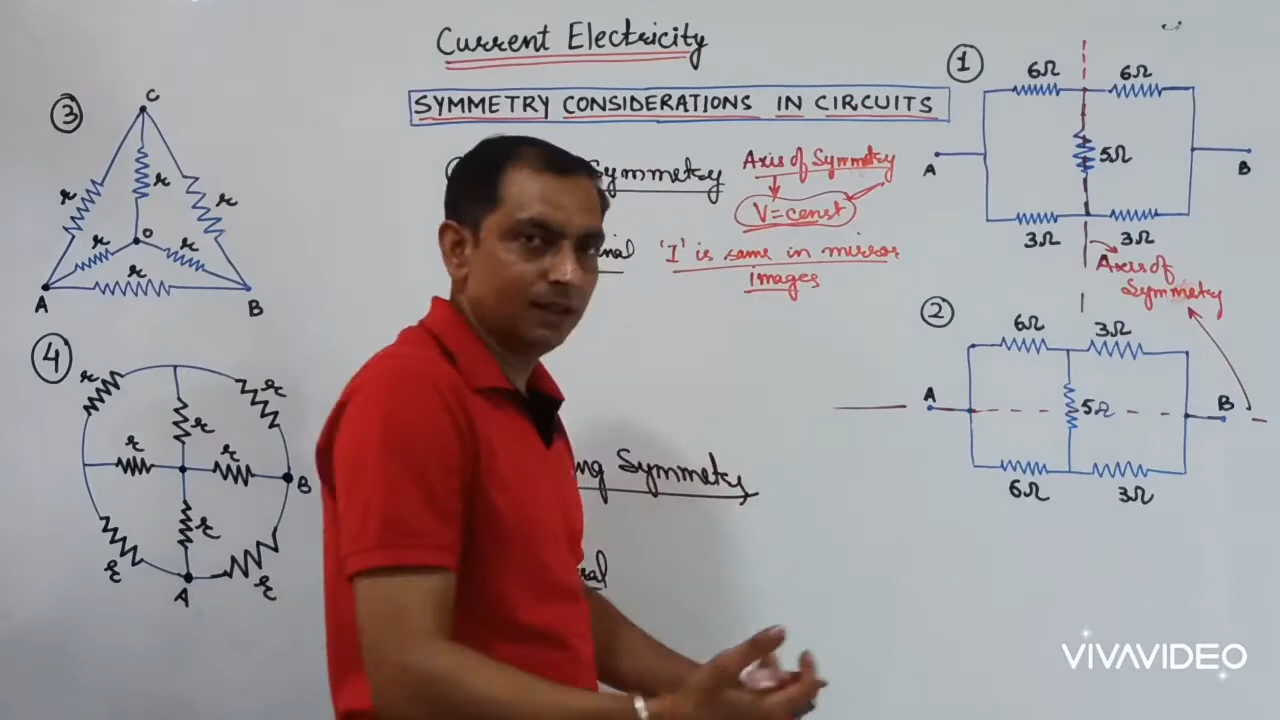 Current Electricity
SYMMETRY CONSIDERATIONS IN CIRCUITS
Symmetry
Axis of Symmetry
V=const
'I' is same in mirror
images
ng Symmetry
1
6Ω 6Ω
A 5Ω B
3Ω 3Ω
Axis of
Symmetry
2
6Ω 3Ω
A 5Ω B
6Ω 3Ω
3
C
r r r
O
r r
r
A B
4
r r
r
r r
B
r
r r
A
VIVAVIDEO